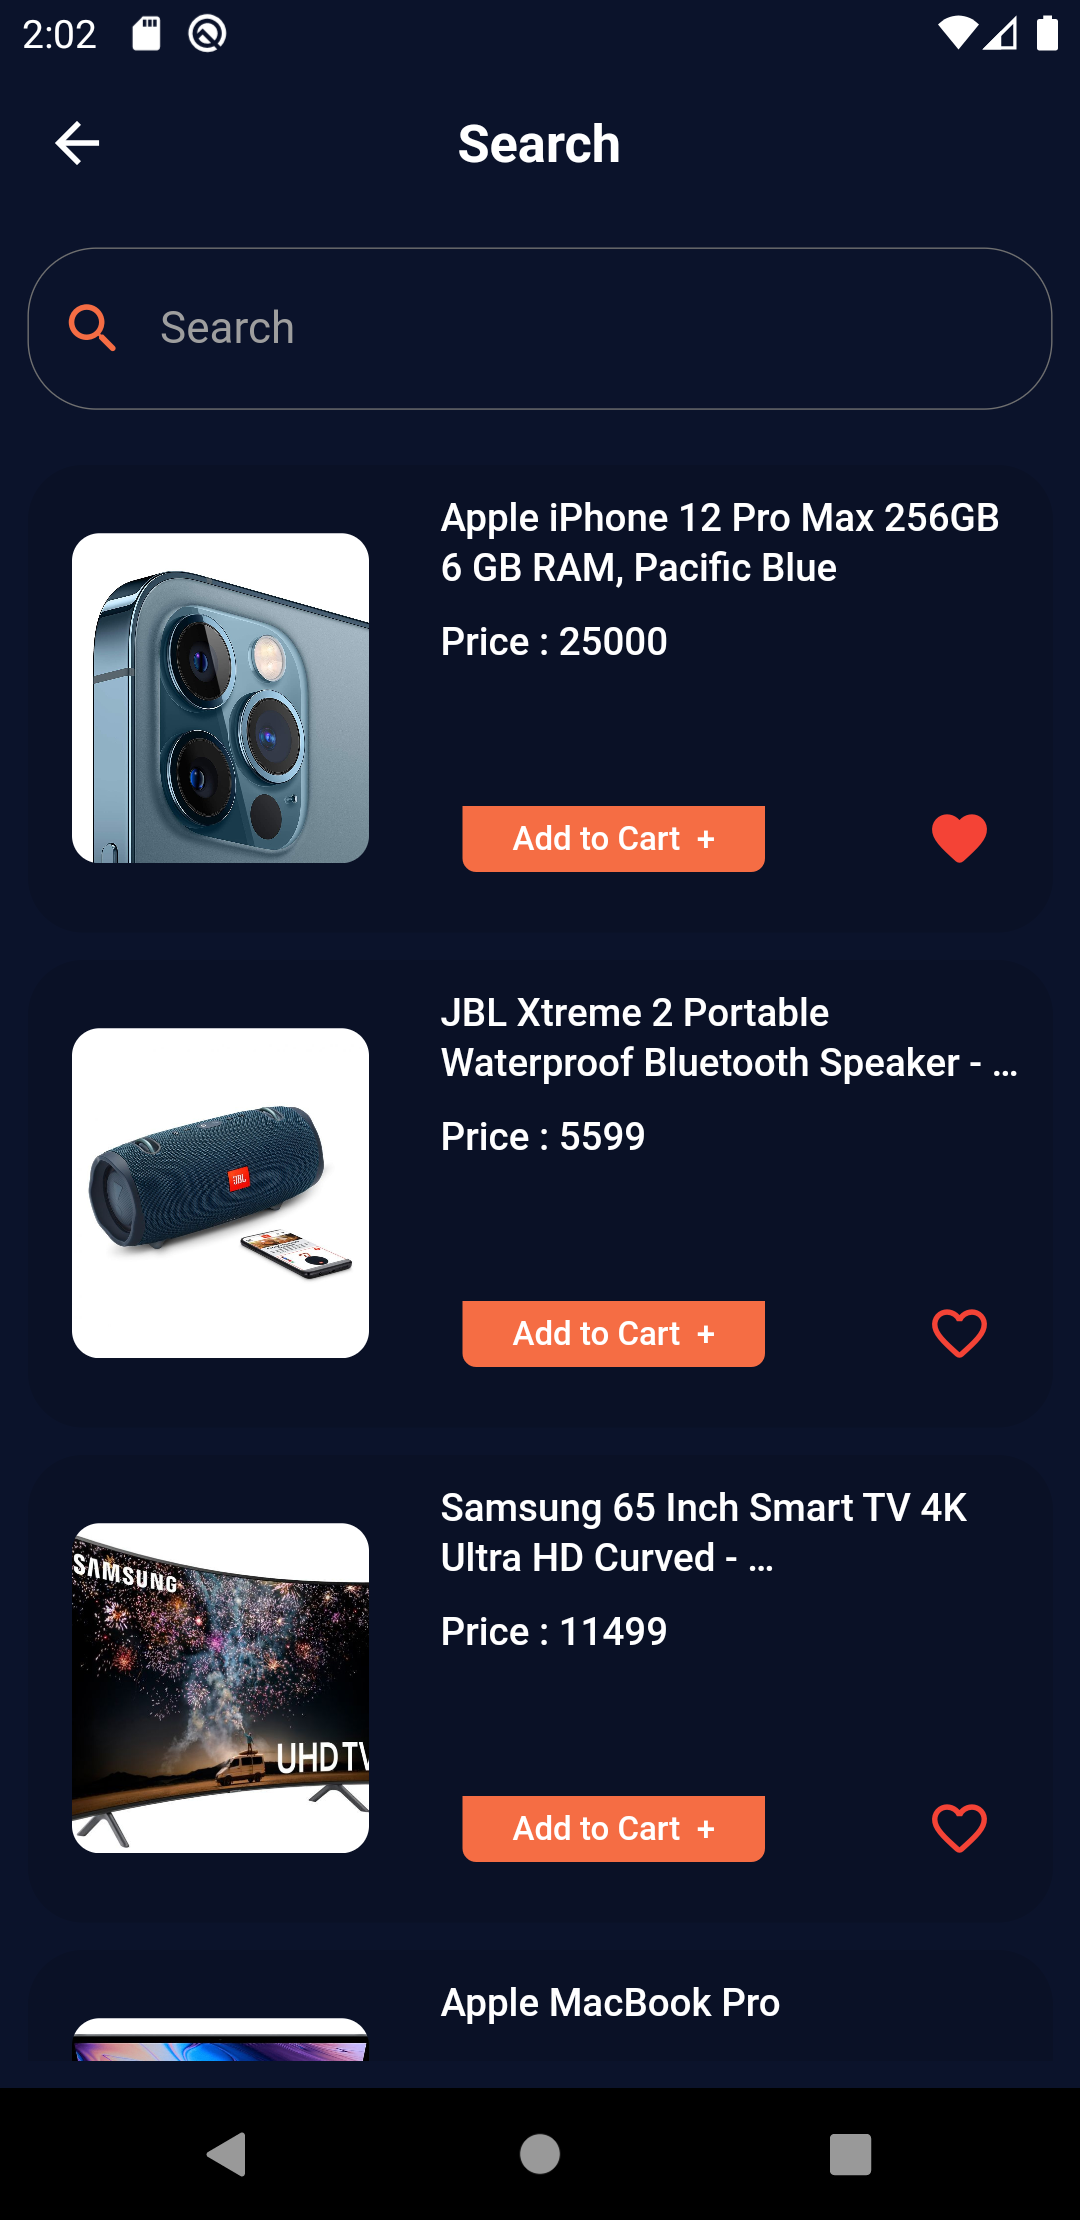 2:02
Search
Search
Apple iPhone 12 Pro Max 256GB
6 GB RAM, Pacific Blue
Price : 25000
Add to Cart +
JBL Xtreme 2 Portable
Waterproof Bluetooth Speaker - ...
Price : 5599
JBL
Add to Cart +
Samsung 65 Inch Smart TV 4K
Ultra HD Curved - ...
SAMSUNG
Price : 11499
UHD TV
Add to Cart +
Apple MacBook Pro